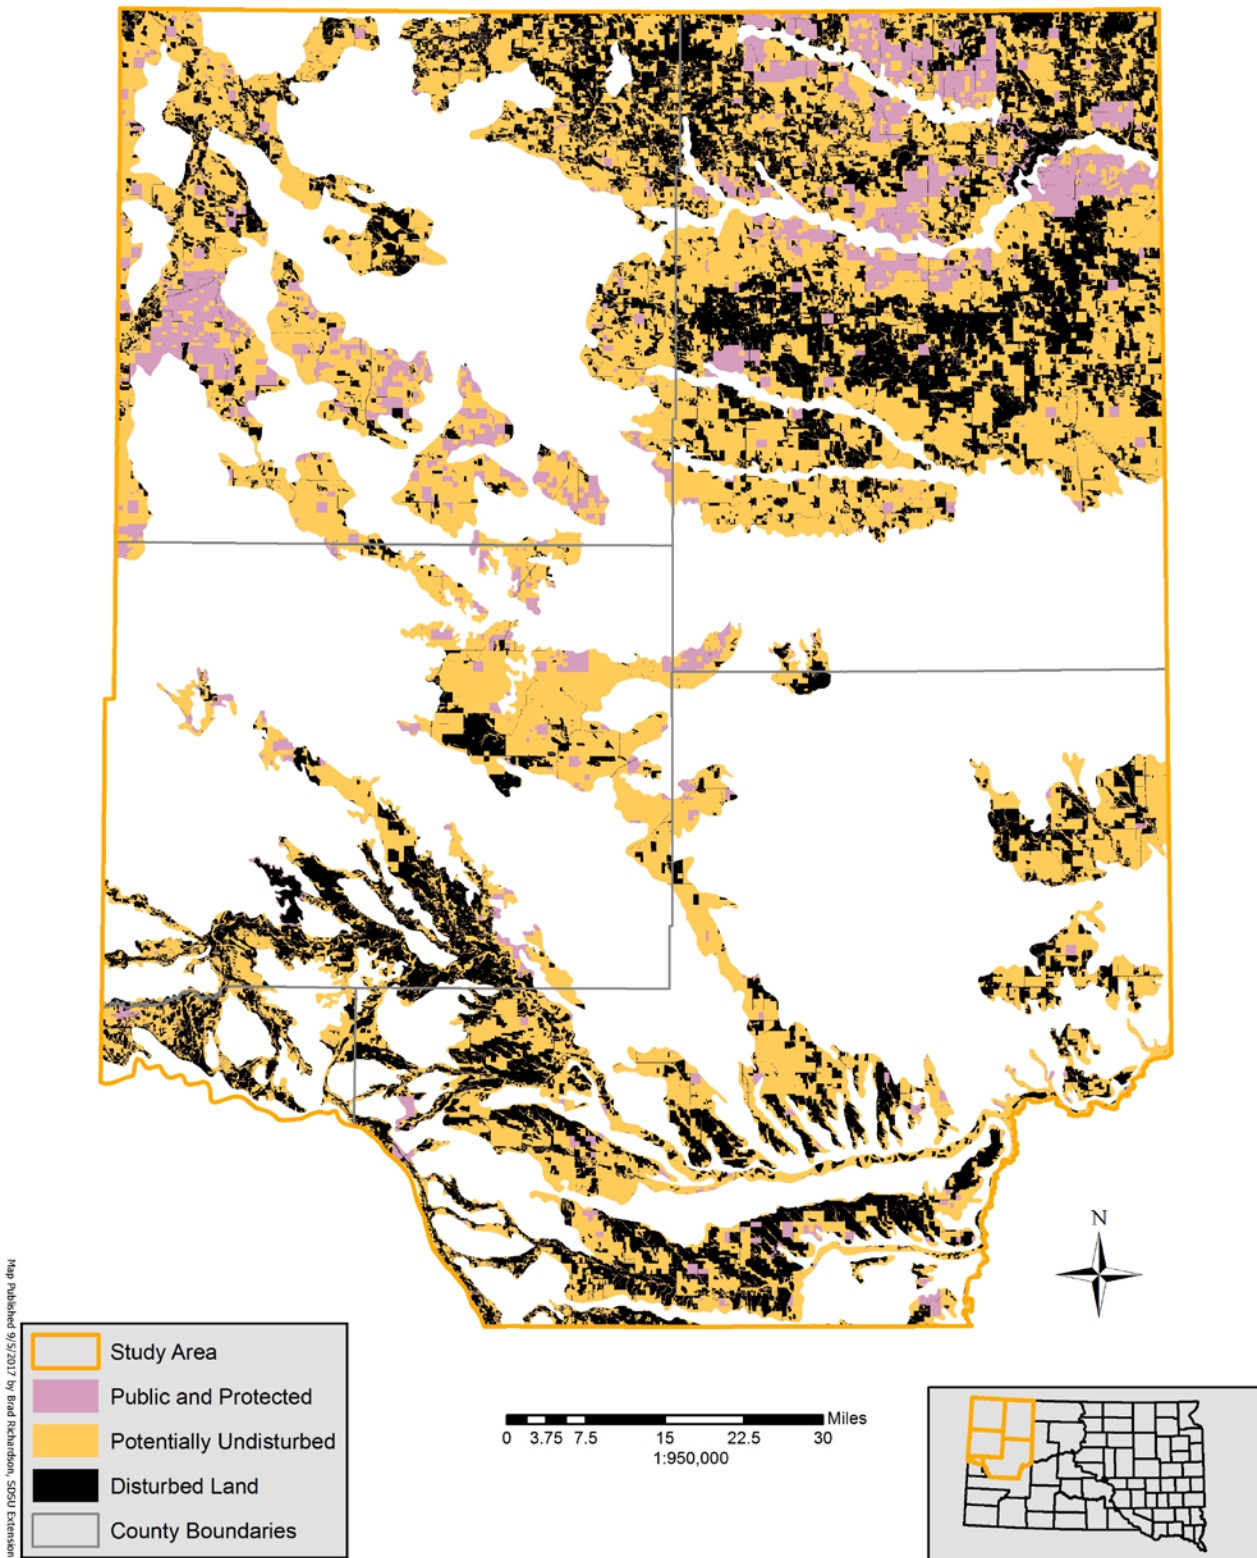 N
Study Area
Public and Protected
Potentially Undisturbed
Disturbed Land
County Boundaries
Miles
0 3.75 7.5 15 22.5 30
1:950,000
Map Published 9/5/2017 by Brad Richardson, SDSU Extension